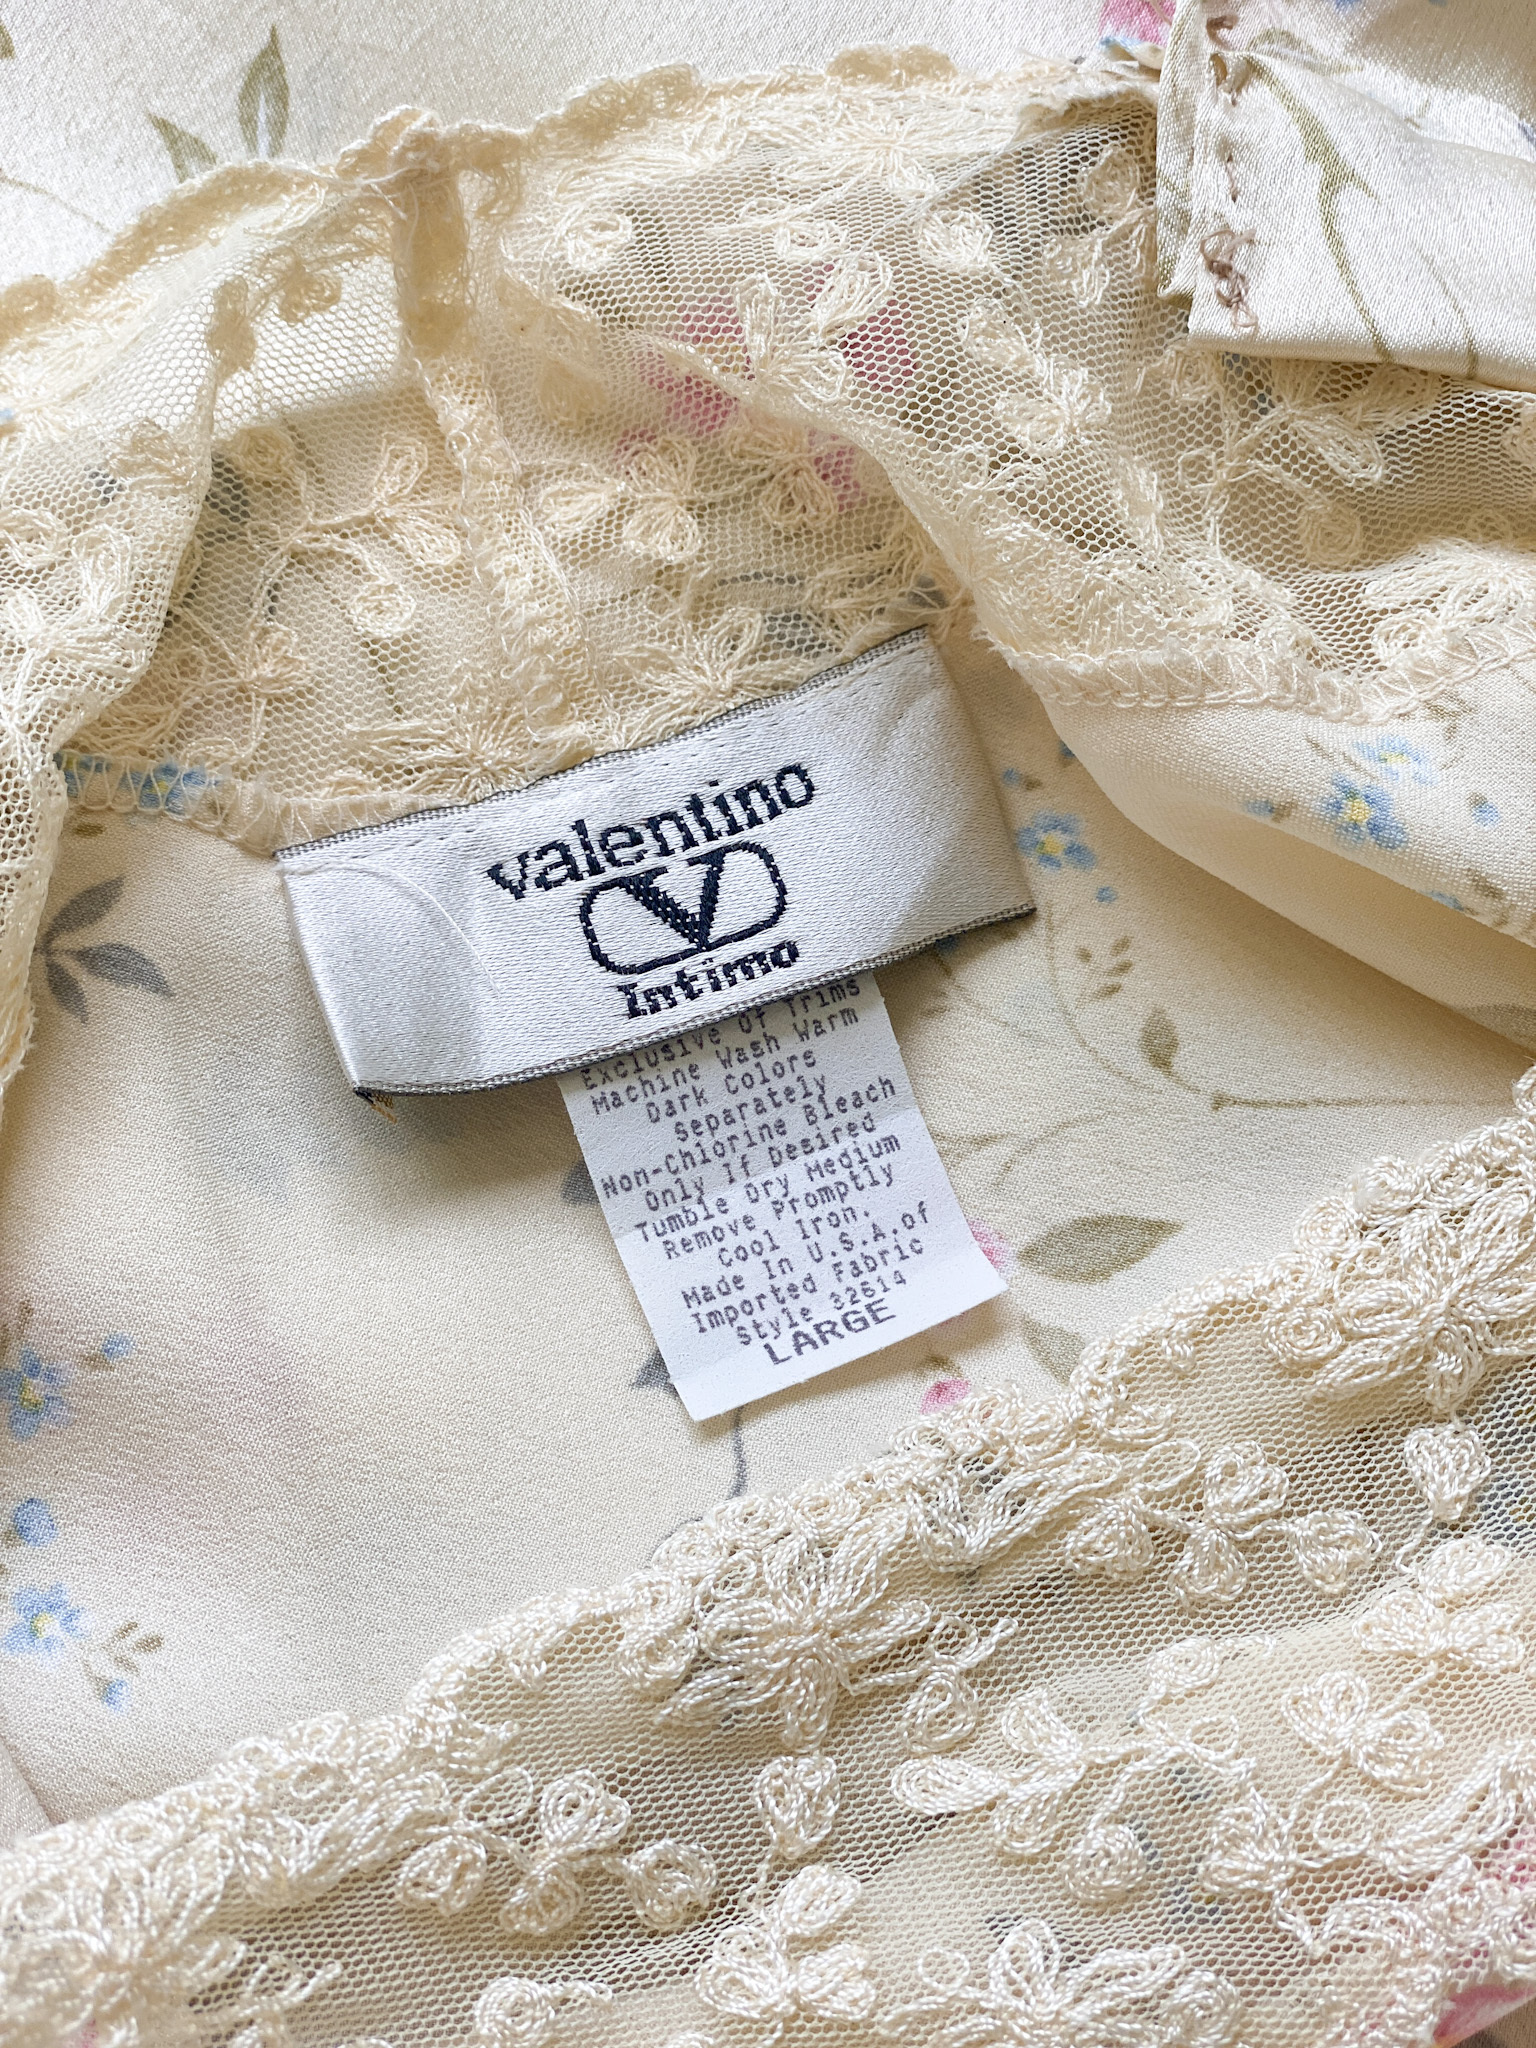 valentino
V
Intimo
Exclusive Of Trims
Machine Wash Warm
Dark Colors
Separately
Non-Chlorine Bleach
Only If Desired
Tumble Dry Medium
Remove Promptly
Cool Iron.
Made In U.S.A.of
Imported Fabric
Style 32614
LARGE